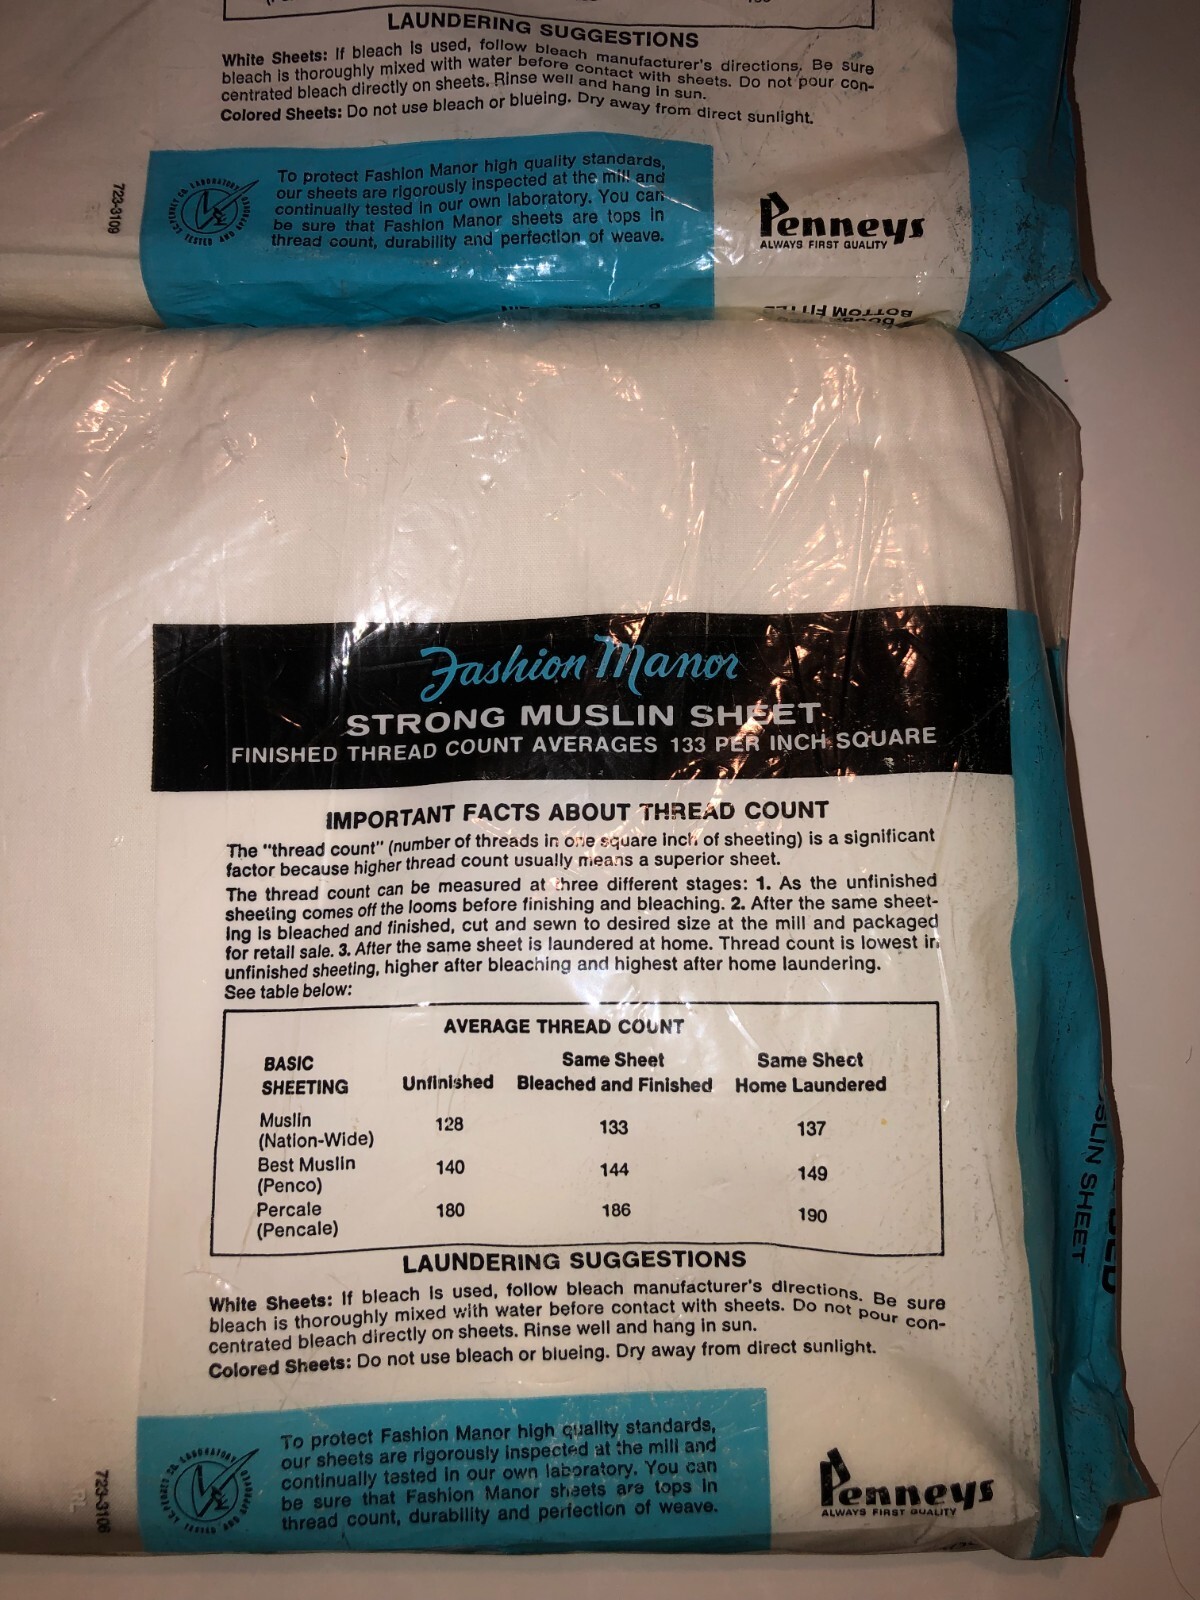 LAUNDERING SUGGESTIONS
White Sheets: If bleach is used, follow bleach manufacturer's directions. Be sure
bleach is thoroughly mixed with water before contact with sheets. Do not pour con-
centrated bleach directly on sheets. Rinse well and hang in sun.
Colored Sheets: Do not use bleach or blueing. Dry away from direct sunlight.
723-3109
To protect Fashion Manor high quality standards,
our sheets are rigorously inspected at the mill and
continually tested in our own laboratory. You can
be sure that Fashion Manor sheets are tops in
thread count, durability and perfection of weave.
Penneys
ALWAYS FIRST QUALITY
BOTTOM FITTED
Fashion Manor
STRONG MUSLIN SHEET
FINISHED THREAD COUNT AVERAGES 133 PER INCH SQUARE
IMPORTANT FACTS ABOUT THREAD COUNT
The "thread count" (number of threads in one square inch of sheeting) is a significant
factor because higher thread count usually means a superior sheet.
The thread count can be measured at three different stages: 1. As the unfinished
sheeting comes off the looms before finishing and bleaching. 2. After the same sheet-
ing is bleached and finished, cut and sewn to desired size at the mill and packaged
for retail sale. 3. After the same sheet is laundered at home. Thread count is lowest in
unfinished sheeting, higher after bleaching and highest after home laundering.
See table below:
AVERAGE THREAD COUNT
BASIC SHEETING Unfinished Same Sheet Bleached and Finished Same Sheet Home Laundered
Muslin (Nation-Wide) 128 133 137
Best Muslin (Penco) 140 144 149
Percale (Pencale) 180 186 190
LAUNDERING SUGGESTIONS
White Sheets: If bleach is used, follow bleach manufacturer's directions. Be sure
bleach is thoroughly mixed with water before contact with sheets. Do not pour con-
centrated bleach directly on sheets. Rinse well and hang in sun.
Colored Sheets: Do not use bleach or blueing. Dry away from direct sunlight.
723-3106
RL
To protect Fashion Manor high quality standards,
our sheets are rigorously inspected at the mill and
continually tested in our own laboratory. You can
be sure that Fashion Manor sheets are tops in
thread count, durability and perfection of weave.
Penneys
ALWAYS FIRST QUALITY
SHEET